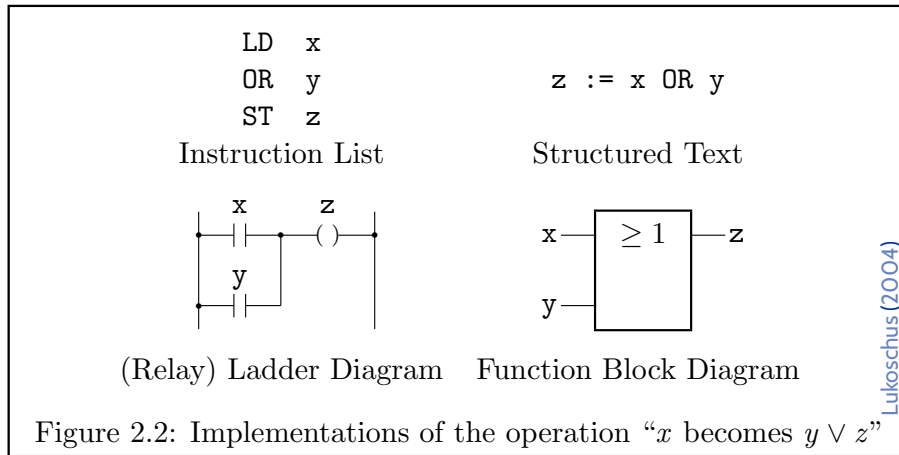 LD x
OR y
ST z
Instruction List
z := x OR y
Structured Text
x z
y
(Relay) Ladder Diagram
x ≥ 1 z
y
Function Block Diagram
Figure 2.2: Implementations of the operation “x becomes y ∨ z”
Lukoschus (2004)